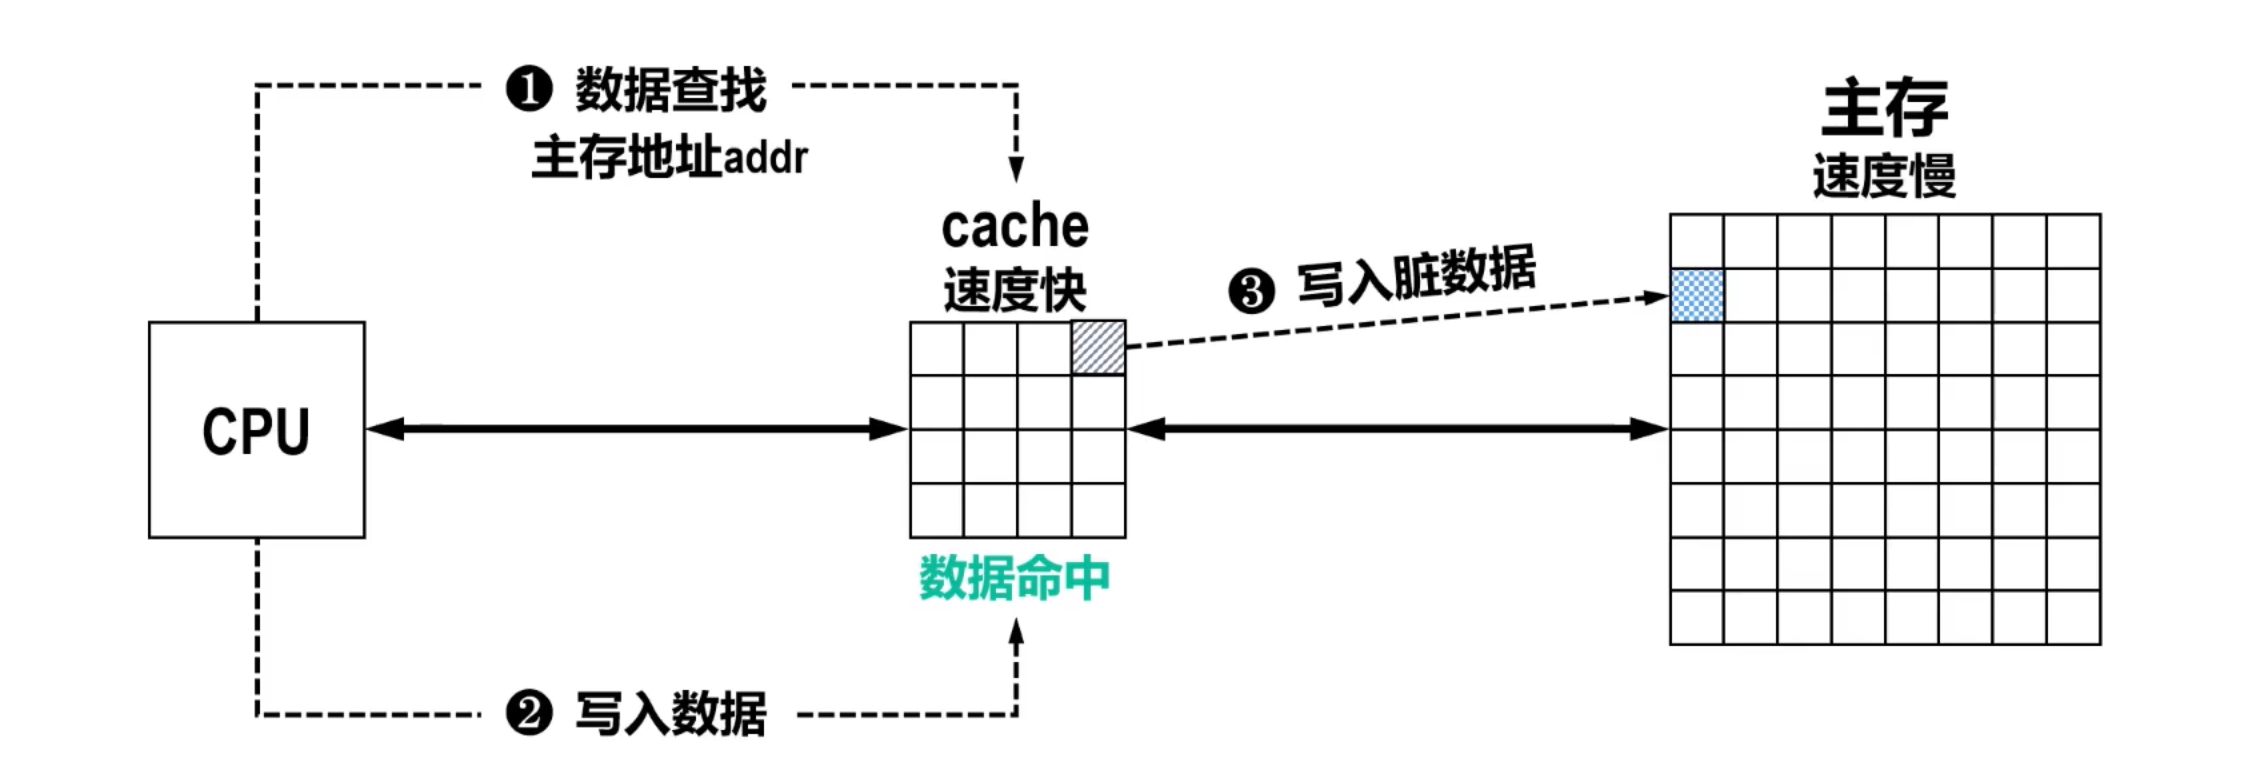 ❶ 数据查找
主存地址addr
主存
速度慢
cache
速度快
❸ 写入脏数据
CPU
数据命中
❷ 写入数据